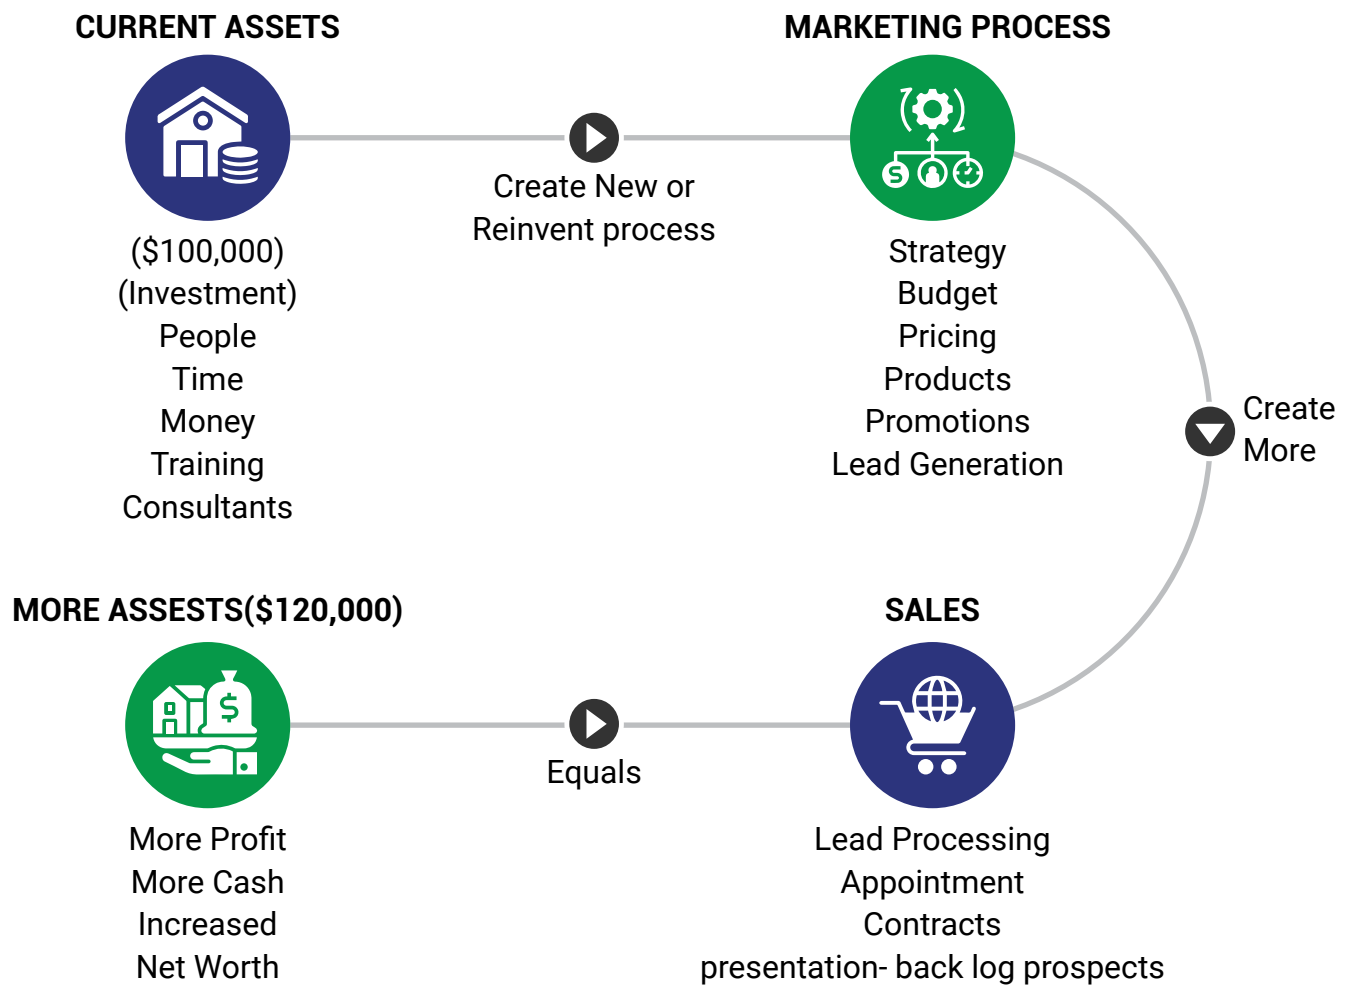 CURRENT ASSETS
($100,000)
(Investment)
People
Time
Money
Training
Consultants
Create New or
Reinvent process
MARKETING PROCESS
Strategy
Budget
Pricing
Products
Promotions
Lead Generation
Create
More
SALES
Lead Processing
Appointment
Contracts
presentation- back log prospects
Equals
MORE ASSESTS($120,000)
$
More Profit
More Cash
Increased
Net Worth